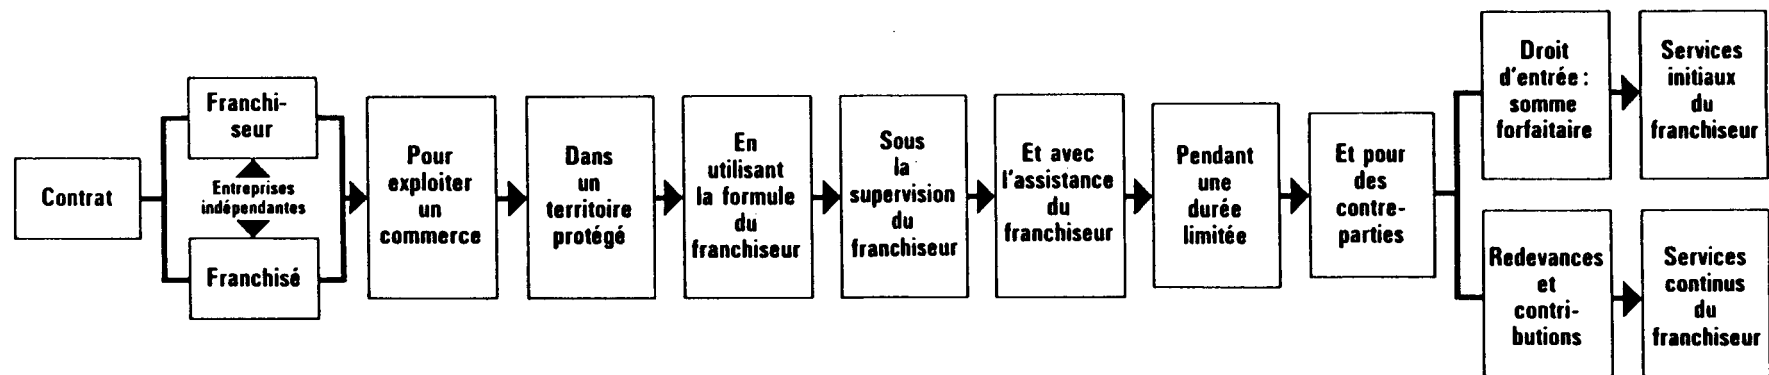 Contrat
Franchi-
seur
Entreprises
indépendantes
Franchisé
Pour
exploiter
un
commerce
Dans
un
territoire
protégé
En
utilisant
la formule
du
franchiseur
Sous
la
supervision
du
franchiseur
Et avec
l'assistance
du
franchiseur
Pendant
une
durée
limitée
Et pour
des
contre-
parties
Droit
d'entrée :
somme
forfaitaire
Services
initiaux
du
franchiseur
Redevances
et
contri-
butions
Services
continus
du
franchiseur